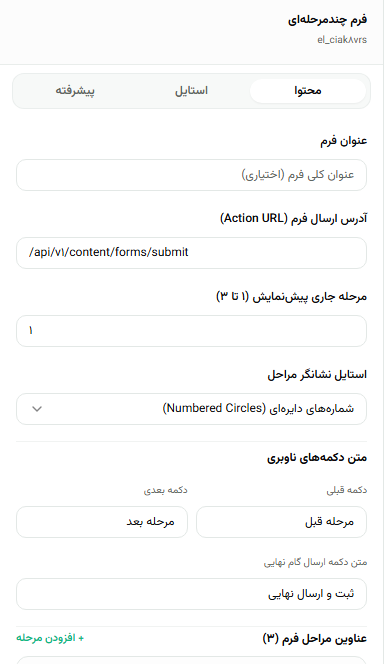 فرم چندمرحله‌ای
el_ciak۸vrs
محتوا
استایل
پیشرفته
عنوان فرم
عنوان کلی فرم (اختیاری)
آدرس ارسال فرم (Action URL)
/api/v۱/content/forms/submit
مرحله جاری پیش‌نمایش (۱ تا ۳)
۱
استایل نشانگر مراحل
شماره‌های دایره‌ای (Numbered Circles)
متن دکمه‌های ناوبری
دکمه قبلی
دکمه بعدی
مرحله قبل
مرحله بعد
متن دکمه ارسال گام نهایی
ثبت و ارسال نهایی
عناوین مراحل فرم (۳)
+ افزودن مرحله